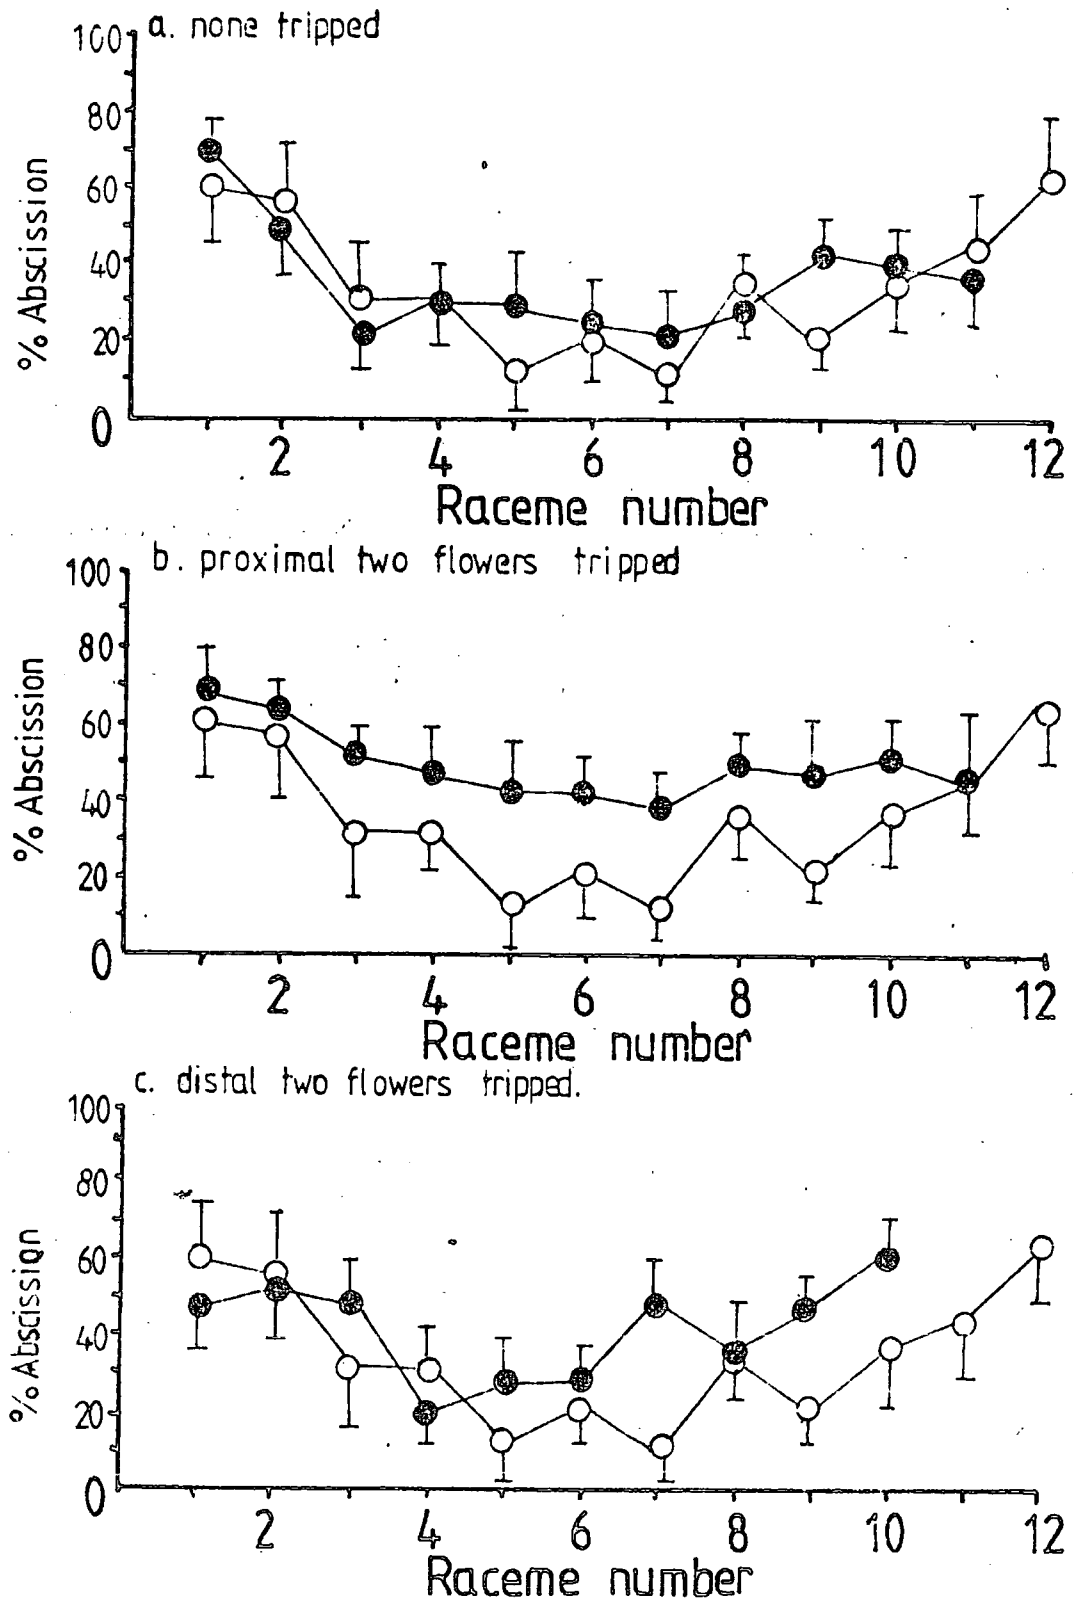 a. none tripped
100
80
60
40
20
0
% Abscission
2 4 6 8 10 12
Raceme number
b. proximal two flowers tripped
100
80
60
40
20
0
% Abscission
2 4 6 8 10 12
Raceme number
c. distal two flowers tripped.
100
80
60
40
20
0
% Abscission
2 4 6 8 10 12
Raceme number